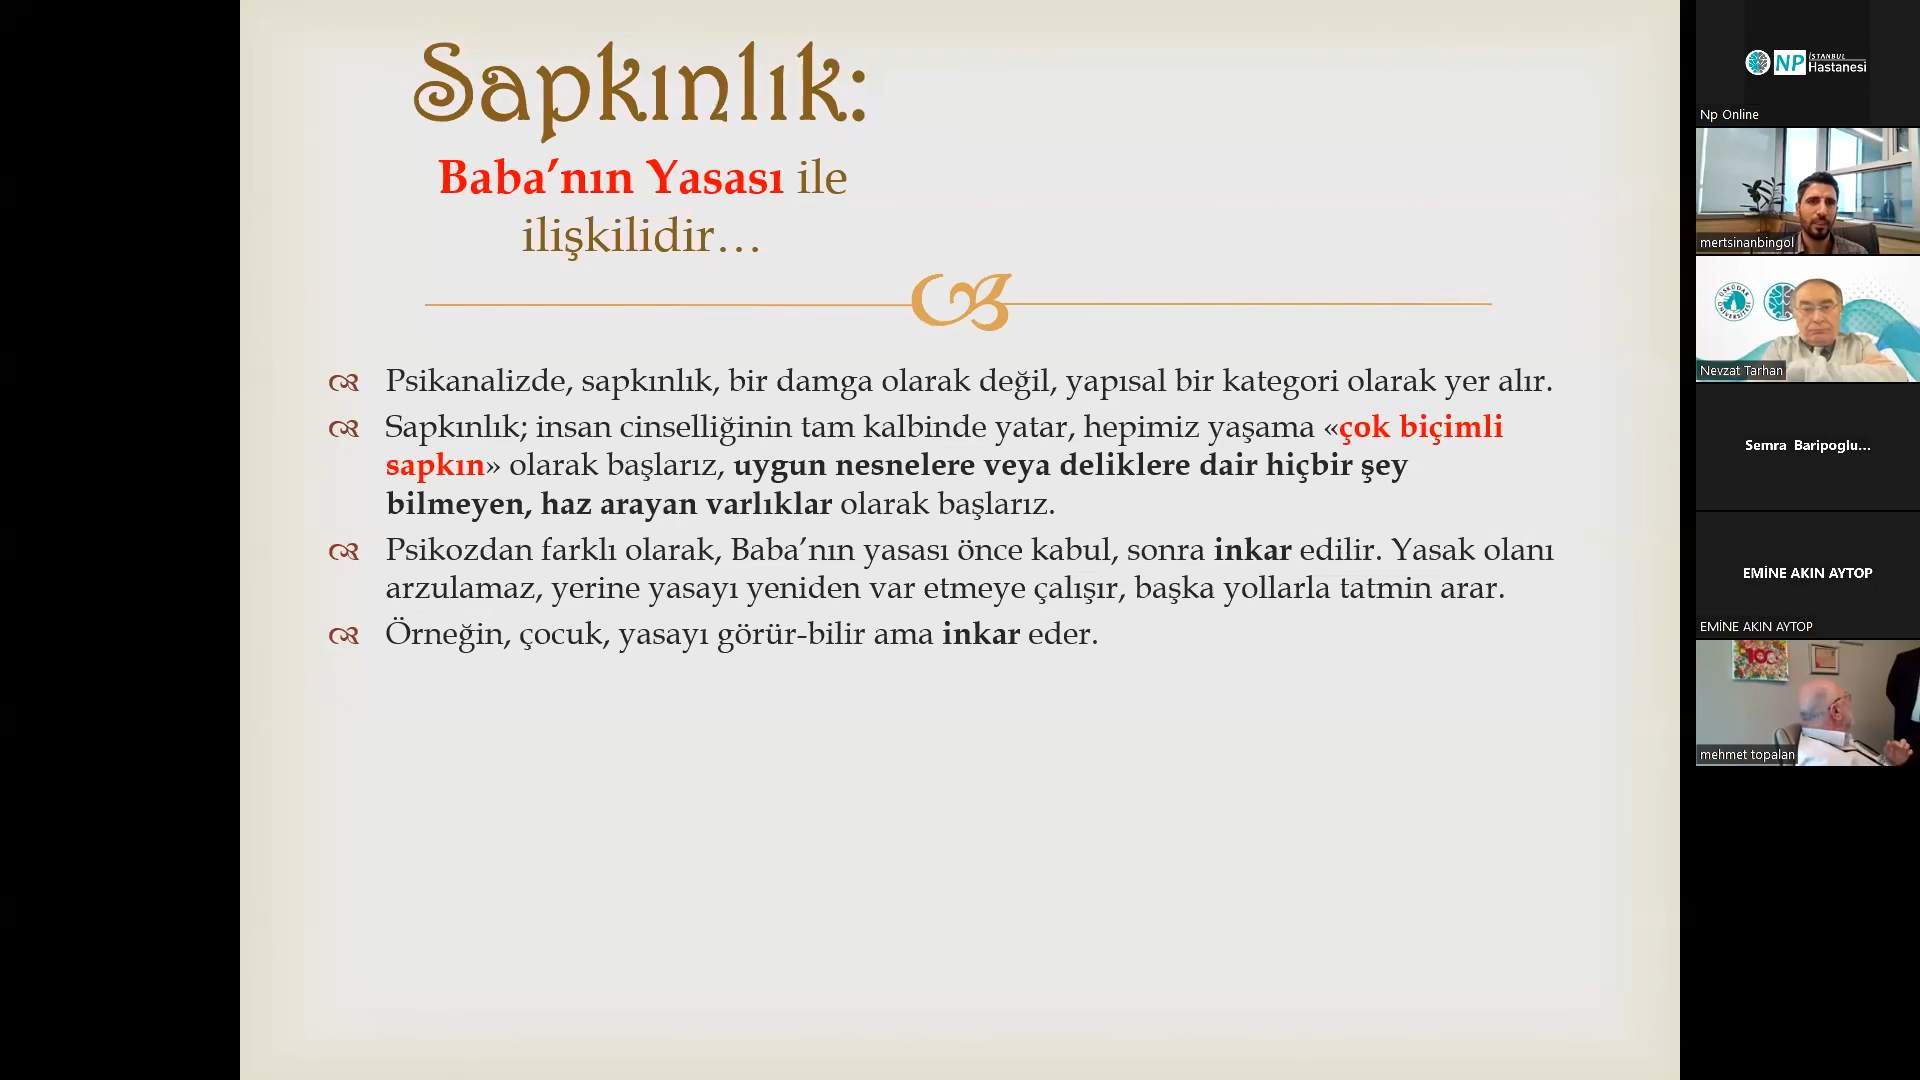 Sapkınlık:
Baba’nın Yasası ile
ilişkilidir…
Psikanalizde, sapkınlık, bir damga olarak değil, yapısal bir kategori olarak yer alır.
Sapkınlık; insan cinselliğinin tam kalbinde yatar, hepimiz yaşama «çok biçimli
sapkın» olarak başlarız, uygun nesnelere veya deliklere dair hiçbir şey
bilmeyen, haz arayan varlıklar olarak başlarız.
Psikozdan farklı olarak, Baba’nın yasası önce kabul, sonra inkar edilir. Yasak olanı
arzulamaz, yerine yasayı yeniden var etmeye çalışır, başka yollarla tatmin arar.
Örneğin, çocuk, yasayı görür-bilir ama inkar eder.
NP İSTANBUL Hastanesi
Np Online
mertsinanbingol
ÜSKÜDAR ÜNİVERSİTESİ
Nevzat Tarhan
Semra Baripoglu...
EMİNE AKIN AYTOP
EMİNE AKIN AYTOP
100
mehmet topalan